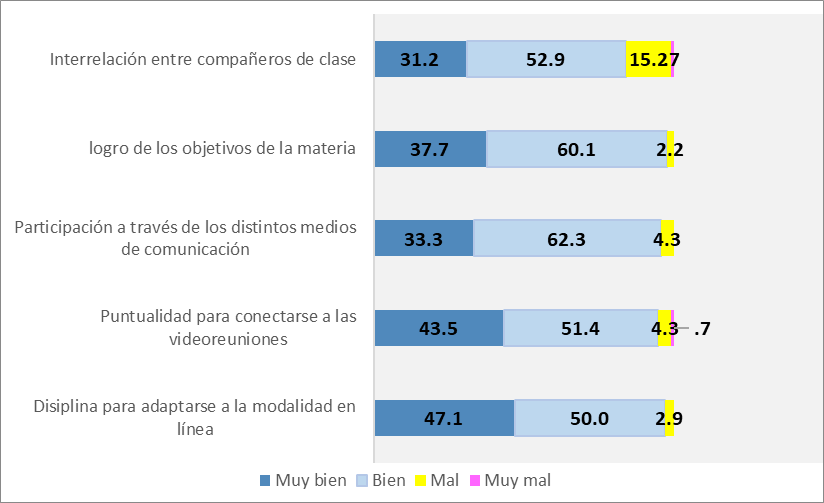 Interrelación entre compañeros de clase
31.2 52.9 15.27
logro de los objetivos de la materia
37.7 60.1 2.2
Participación a través de los distintos medios
de comunicación
33.3 62.3 4.3
Puntualidad para conectarse a las
videoreuniones
43.5 51.4 4.3 .7
Disiplina para adaptarse a la modalidad en
línea
47.1 50.0 2.9
Muy bien Bien Mal Muy mal